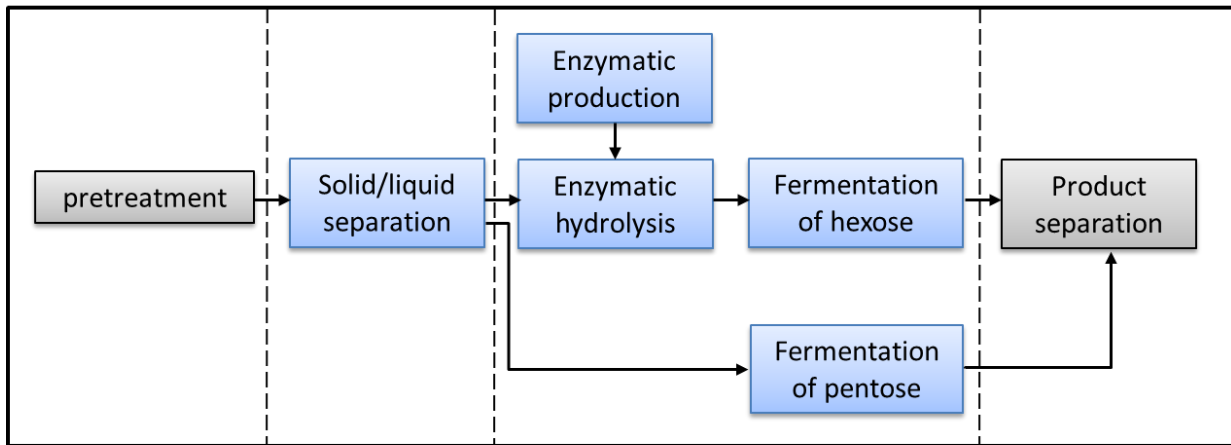 Enzymatic
production
pretreatment
Solid/liquid
separation
Enzymatic
hydrolysis
Fermentation
of hexose
Product
separation
Fermentation
of pentose